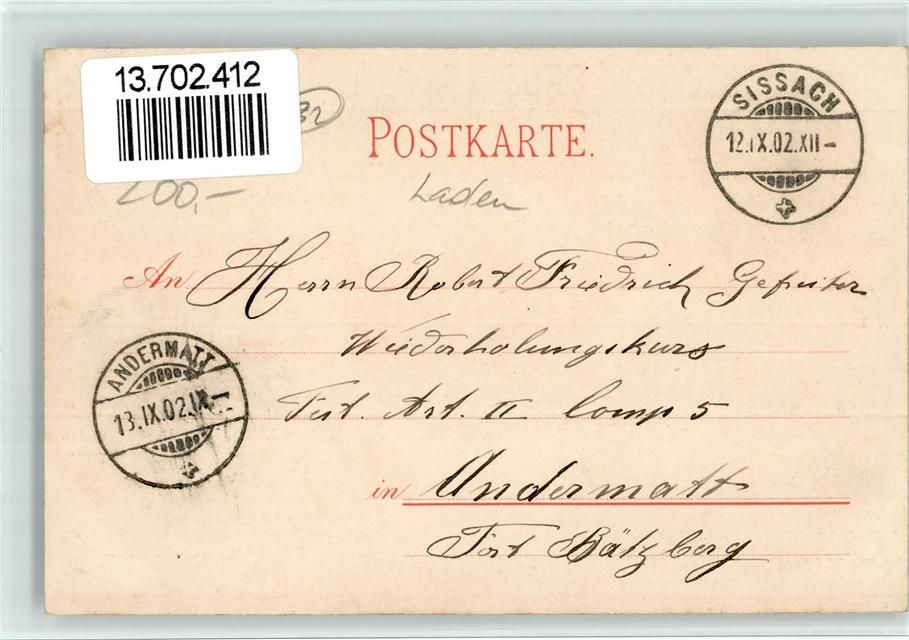 13.702.412
32
POSTKARTE.
200,-
Laden
SISSACH
12.IX.02.XII-
An Herrn Robert Friedrich Gefreiter
Wiederholungskurs
ANDERMATT
13.IX.02.IX
Fest. Art. II Comp 5
in Andermatt
Fort Bätzberg